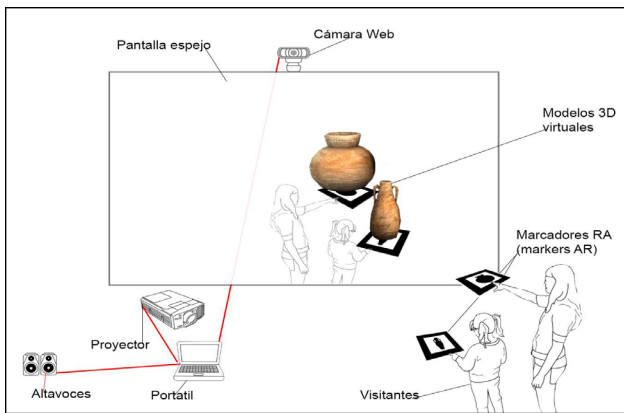 Cámara Web
Pantalla espejo
Modelos 3D
virtuales
Marcadores RA
(markers AR)
Proyector
Altavoces
Portatil
Visitantes